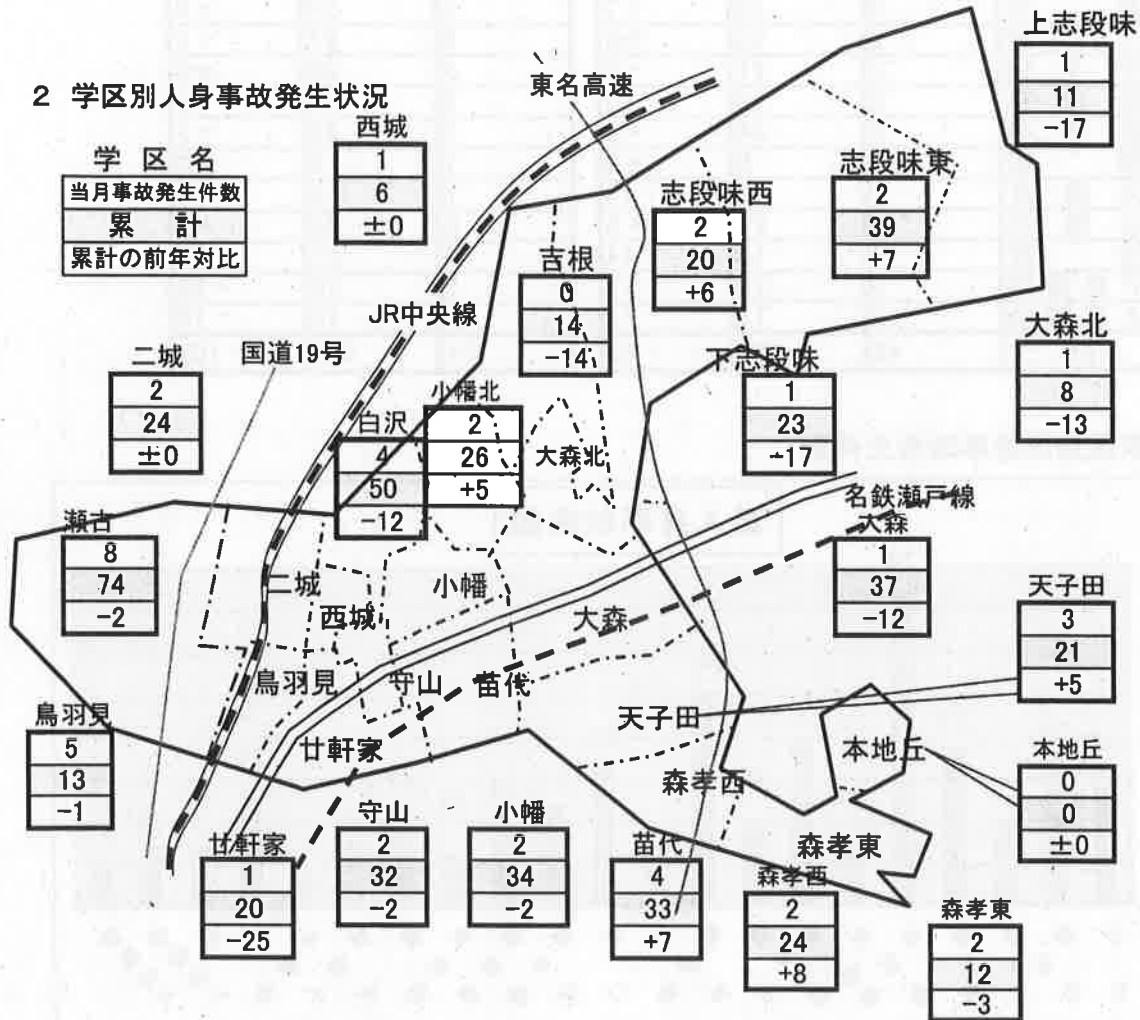 2 学区別人身事故発生状況
学区名
当月事故発生件数
累計
累計の前年対比
西城
1
6
±0
東名高速
上志段味
1
11
-17
志段味東
2
39
+7
志段味西
2
20
+6
吉根
0
14
-14
JR中央線
国道19号
二城
2
24
±0
大森北
1
8
-13
下志段味
1
23
-17
小幡北
2
26
+5
白沢
4
50
-12
大森北
名鉄瀬戸線
大森
1
37
-12
瀬古
8
74
-2
二城
西城
小幡
大森
天子田
3
21
+5
鳥羽見
守山
苗代
天子田
鳥羽見
5
13
-1
廿軒家
本地丘
本地丘
0
0
±0
森孝西
森孝東
廿軒家
1
20
-25
守山
2
32
-2
小幡
2
34
-2
苗代
4
33
+7
森孝西
2
24
+8
森孝東
2
12
-3